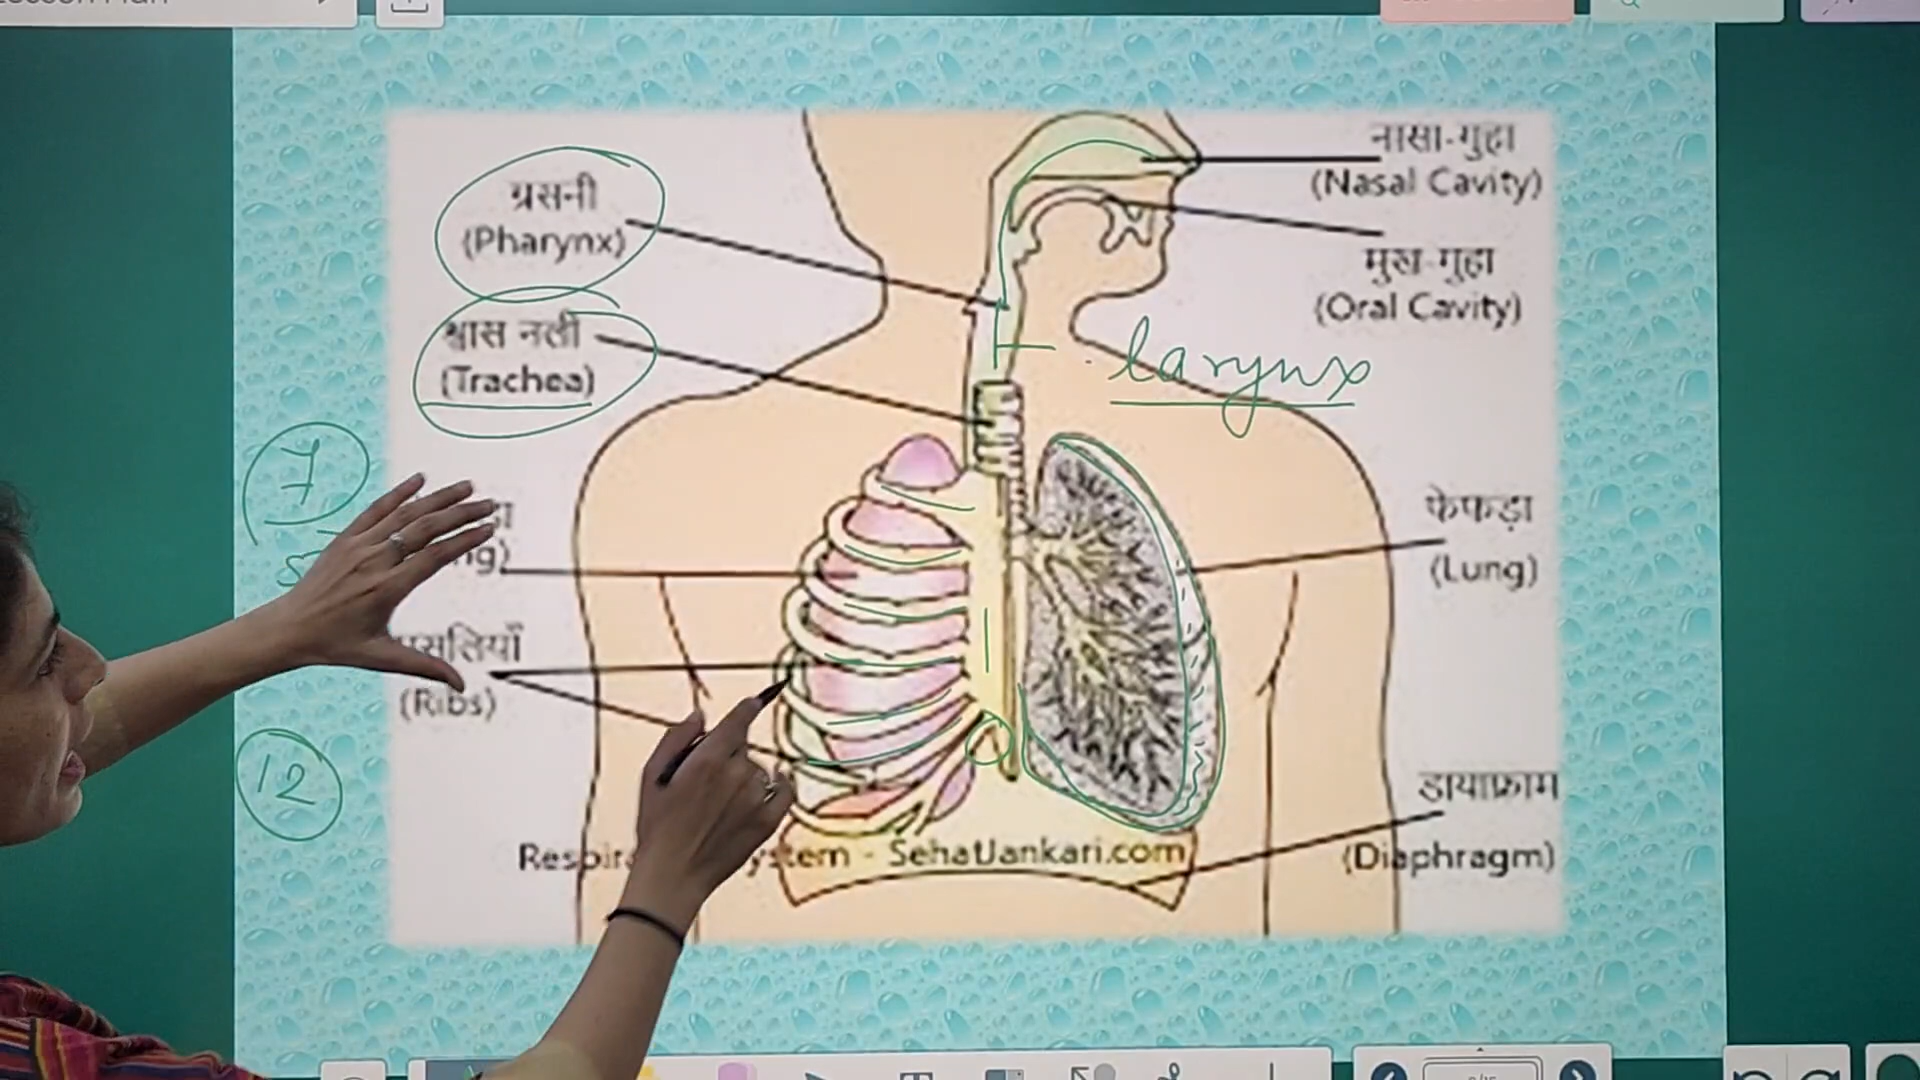 नासा-गुहा
(Nasal Cavity)
ग्रसनी
(Pharynx)
मुख-गुहा
(Oral Cavity)
श्वास नली
(Trachea)
larynx
7
फेफड़ा
(Lung)
(Ribs)
12
डायाफ्राम
(Diaphragm)
- SehatJankari.com